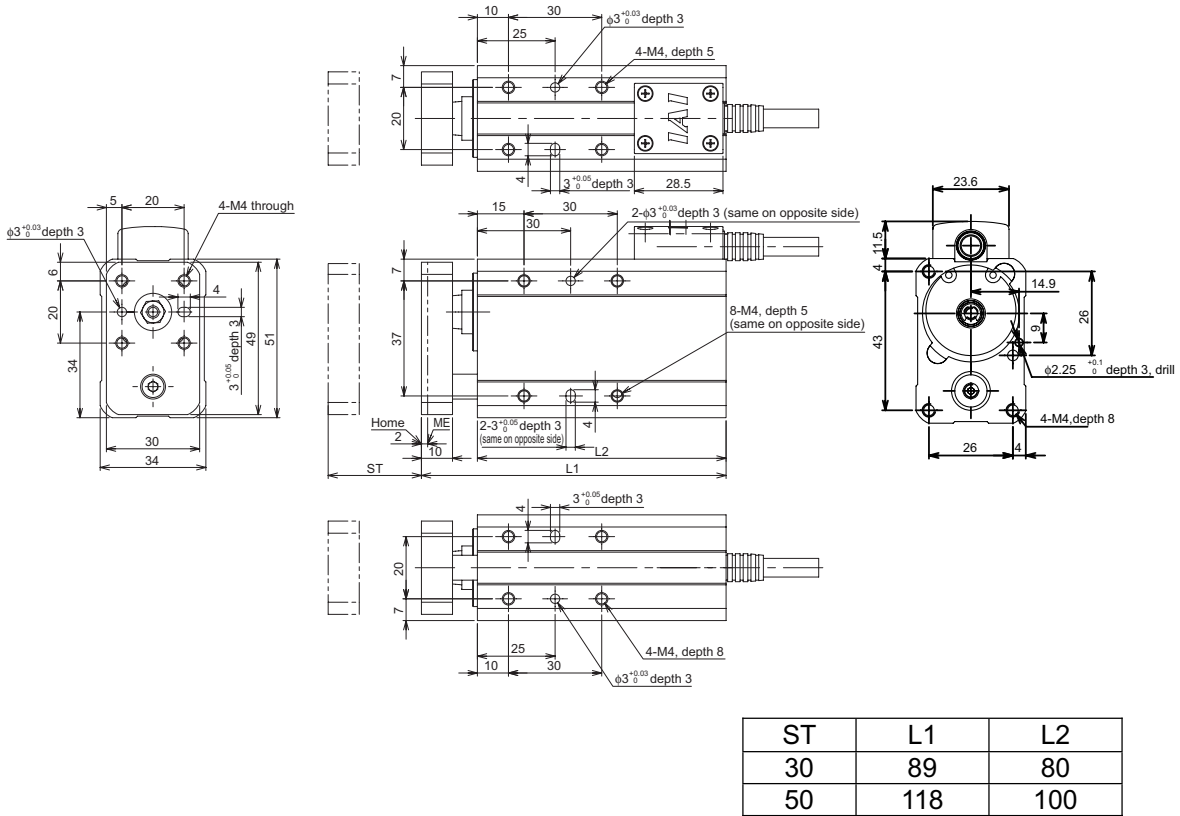 10
30
φ3 +0.03 0 depth 3
25
4-M4, depth 5
7
20
IAI
4
3 +0.05 0 depth 3
28.5
5
20
4-M4 through
φ3 +0.03 0 depth 3
6
20
34
4
3 +0.05 0 depth 3
49
51
30
34
15
30
2-φ3 +0.03 0 depth 3 (same on opposite side)
30
7
37
8-M4, depth 5
(same on opposite side)
Home
ME
2
10
2-3 +0.05 0 depth 3
(same on opposite side)
4
L2
ST
L1
23.6
11.5
4
43
14.9
9
26
φ2.25 +0.1 0 depth 3, drill
4-M4,depth 8
26
4
3 +0.05 0 depth 3
4
20
7
25
10
30
4-M4, depth 8
φ3 +0.03 0 depth 3
ST L1 L2
30 89 80
50 118 100